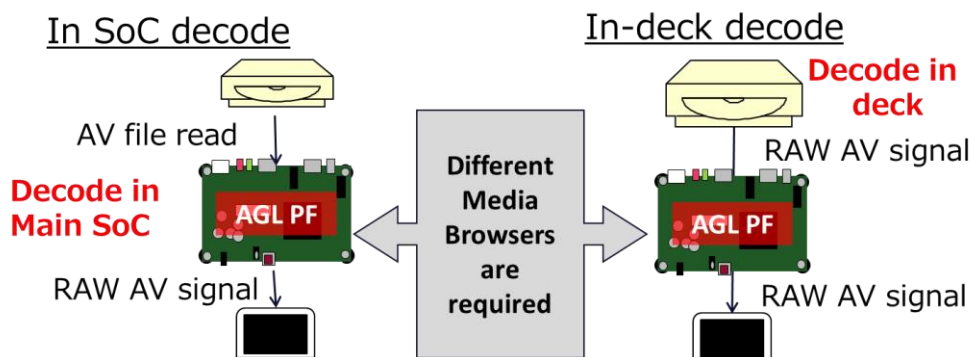 In SoC decode
AV file read
Decode in
Main SoC
AGL PF
RAW AV signal
Different
Media
Browsers
are
required
In-deck decode
Decode in
deck
RAW AV signal
AGL PF
RAW AV signal